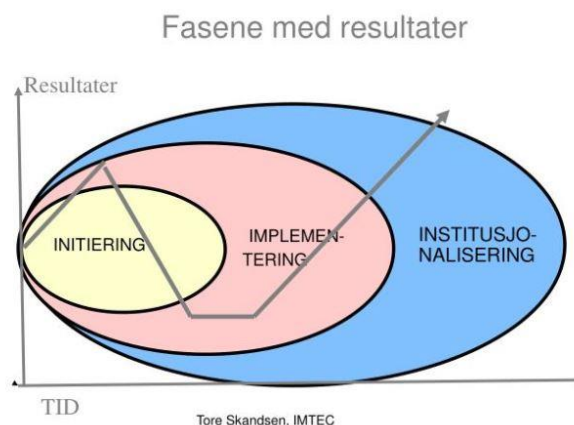 Fasene med resultater
Resultater
INITIERING
IMPLEMEN-
TERING
INSTITUSJO-
NALISERING
TID
Tore Skandsen, IMTEC